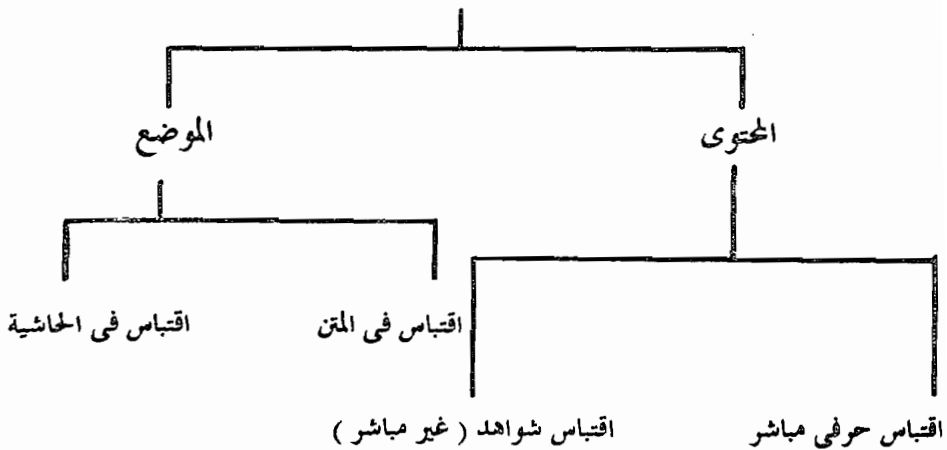 المحتوى
الموضع
اقتباس فى المتن
اقتباس فى الحاشية
اقتباس حرفى مباشر
اقتباس شواهد ( غير مباشر )